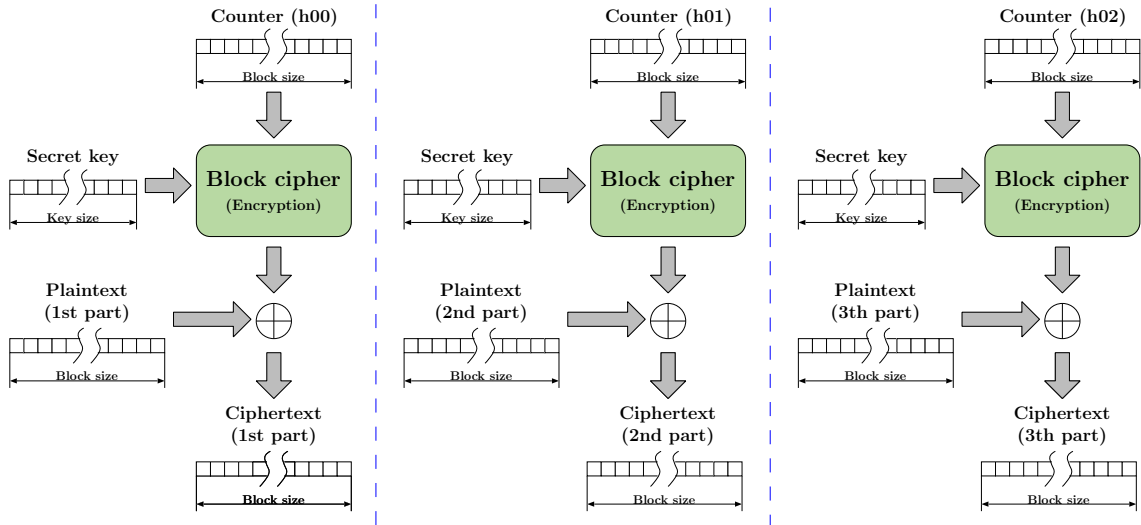 Counter (h00)
Block size
Secret key
Key size
Block cipher
(Encryption)
Plaintext
(1st part)
Block size
Ciphertext
(1st part)
Block size
Counter (h01)
Block size
Secret key
Key size
Block cipher
(Encryption)
Plaintext
(2nd part)
Block size
Ciphertext
(2nd part)
Block size
Counter (h02)
Block size
Secret key
Key size
Block cipher
(Encryption)
Plaintext
(3th part)
Block size
Ciphertext
(3th part)
Block size